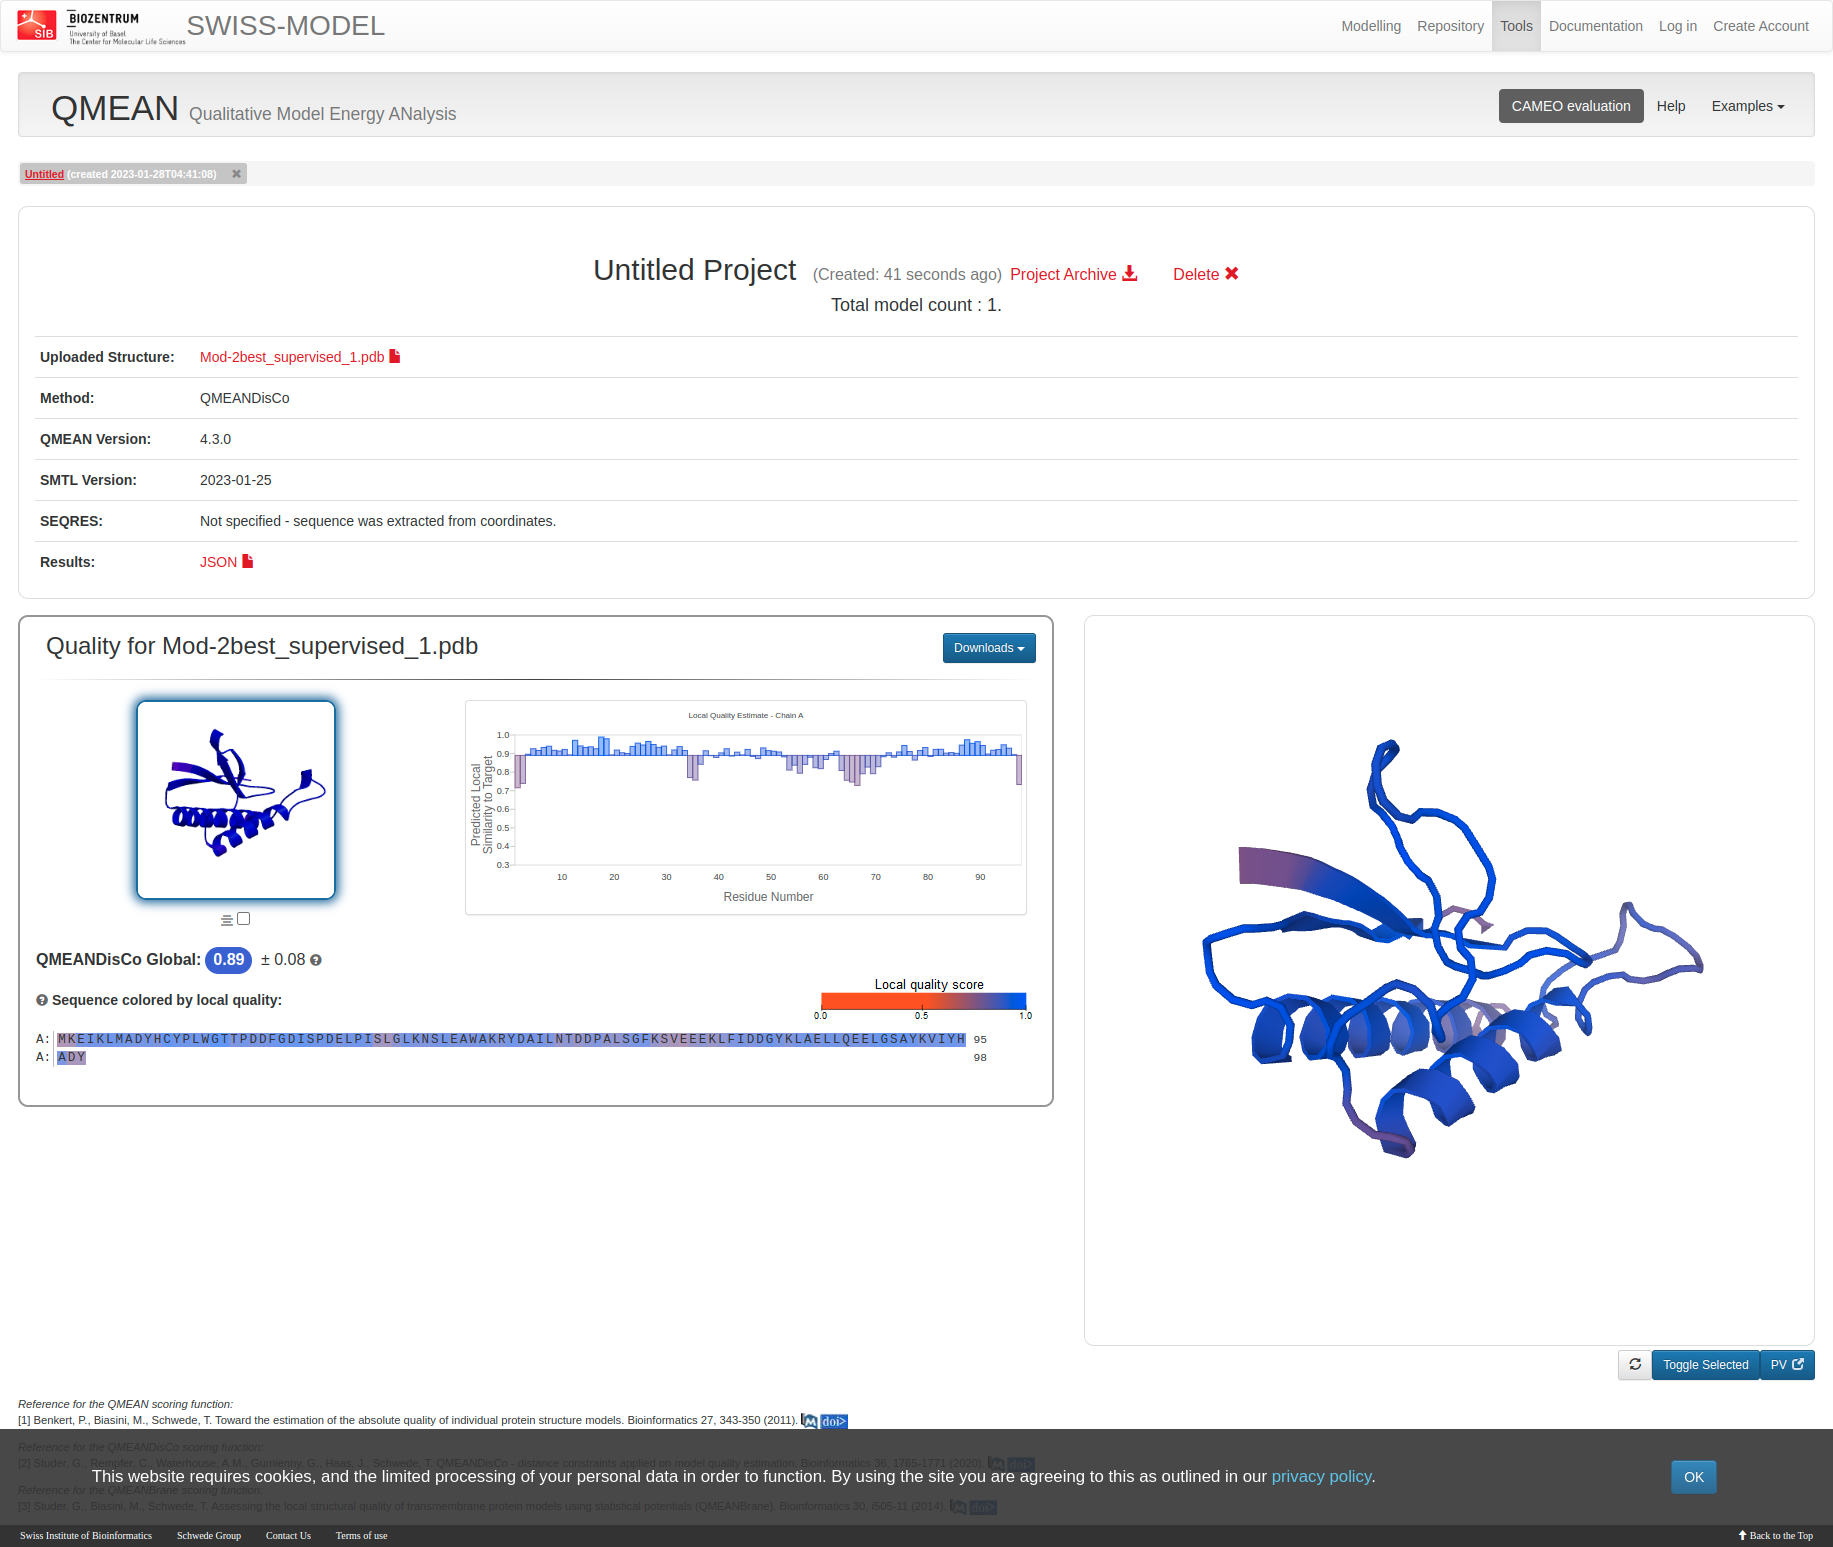 SIB
BIOZENTRUM
University of Basel
The Center for Molecular Life Sciences
SWISS-MODEL
Modelling Repository Tools Documentation Log in Create Account
QMEAN Qualitative Model Energy ANalysis
CAMEO evaluation Help Examples
Untitled (created 2023-01-28T04:41:08)
Untitled Project (Created: 41 seconds ago) Project Archive Delete
Total model count : 1.
Uploaded Structure: Mod-2best_supervised_1.pdb
Method: QMEANDisCo
QMEAN Version: 4.3.0
SMTL Version: 2023-01-25
SEQRES: Not specified - sequence was extracted from coordinates.
Results: JSON
Quality for Mod-2best_supervised_1.pdb
Downloads
Local Quality Estimate - Chain A
Predicted Local
Similarity to Target
1.0
0.9
0.8
0.7
0.6
0.5
0.4
0.3
10 20 30 40 50 60 70 80 90
Residue Number
QMEANDisCo Global: 0.89 ± 0.08
Sequence colored by local quality:
Local quality score
0.0 0.5 1.0
A: MKEIKLMADYHCYPLWGTTPDDFGDISPDELPISLGLKNSLEAWAKRYDAILNTDDPALSGFKSVEEEKLFIDDGYKLAELLQEELGSAYKVIYH 95
A: ADY 98
Toggle Selected PV
Reference for the QMEAN scoring function:
[1] Benkert, P., Biasini, M., Schwede, T. Toward the estimation of the absolute quality of individual protein structure models. Bioinformatics 27, 343-350 (2011). M doi>
Reference for the QMEANDisCo scoring function:
[2] Studer, G., Rempfer, C., Waterhouse, A.M., Gumienny, G., Haas, J., Schwede, T. QMEANDisCo - distance constraints applied on model quality estimation. Bioinformatics 36, 1765-1771 (2020). M doi>
This website requires cookies, and the limited processing of your personal data in order to function. By using the site you are agreeing to this as outlined in our privacy policy.
OK
Reference for the QMEANBrane scoring function:
[3] Studer, G., Biasini, M., Schwede, T. Assessing the local structural quality of transmembrane protein models using statistical potentials (QMEANBrane). Bioinformatics 30, i505-11 (2014). M doi>
Swiss Institute of Bioinformatics Schwede Group Contact Us Terms of use
Back to the Top